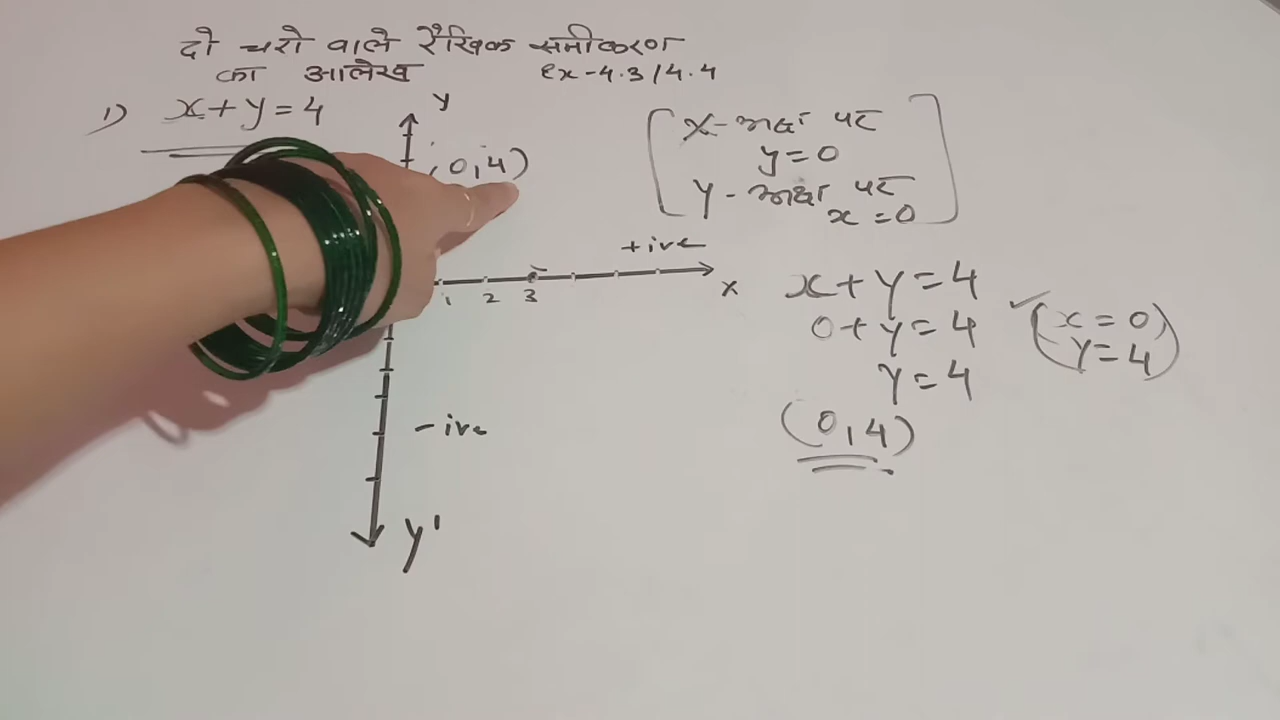 दो चरो वाले रैखिक समीकरण
का आलेख ex-4.3/4.4
1) x+y=4
y
(0,4)
x-अक्ष पर
y=0
y-अक्ष पर
x=0
+ive
1 2 3
x
x+y=4
0+y=4
y=4
(0,4)
(x=0)
y=4
-ive
y'